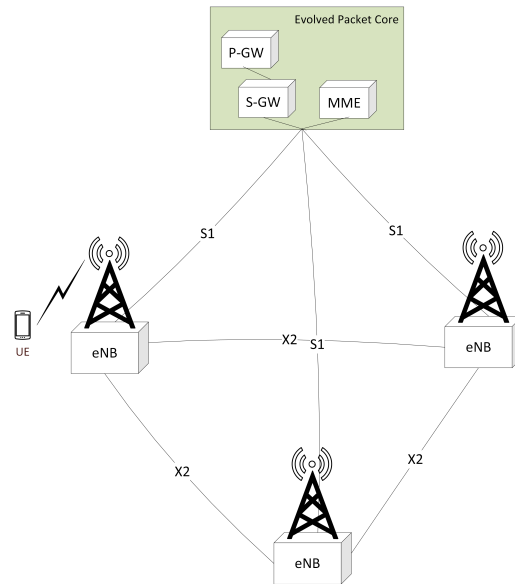 Evolved Packet Core
P-GW
S-GW
MME
S1
S1
X2
S1
UE
eNB
eNB
X2
X2
eNB